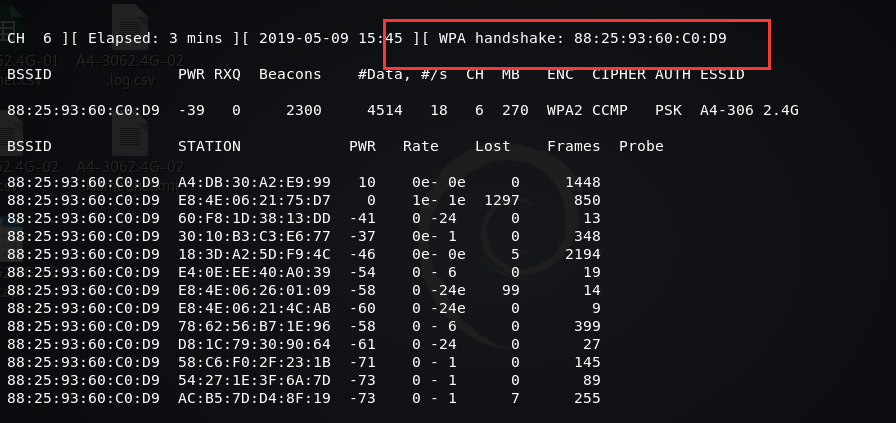 CH  6 ][ Elapsed: 3 mins ][ 2019-05-09 15:45 ][ WPA handshake: 88:25:93:60:C0:D9
A4-3062.4G-02
.log.csv
BSSID              PWR RXQ  Beacons    #Data, #/s  CH  MB   ENC  CIPHER AUTH ESSID
88:25:93:60:C0:D9  -39   0     2300     4514   18   6  270  WPA2 CCMP   PSK  A4-306 2.4G
BSSID              STATION            PWR   Rate    Lost    Frames  Probe
A4-3062.4G-02
88:25:93:60:C0:D9  A4:DB:30:A2:E9:99   10    0e- 0e     0     1448
88:25:93:60:C0:D9  E8:4E:06:21:75:D7    0    1e- 1e  1297      850
88:25:93:60:C0:D9  60:F8:1D:38:13:DD  -41    0 -24      0       13
88:25:93:60:C0:D9  30:10:B3:C3:E6:77  -37    0e- 1      0      348
88:25:93:60:C0:D9  18:3D:A2:5D:F9:4C  -46    0e- 0e     5     2194
88:25:93:60:C0:D9  E4:0E:EE:40:A0:39  -54    0 - 6      0       19
88:25:93:60:C0:D9  E8:4E:06:26:01:09  -58    0 -24e    99       14
88:25:93:60:C0:D9  E8:4E:06:21:4C:AB  -60    0 -24e     0        9
88:25:93:60:C0:D9  78:62:56:B7:1E:96  -58    0 - 6      0      399
88:25:93:60:C0:D9  D8:1C:79:30:90:64  -61    0 -24      0       27
88:25:93:60:C0:D9  58:C6:F0:2F:23:1B  -71    0 - 1      0      145
88:25:93:60:C0:D9  54:27:1E:3F:6A:7D  -73    0 - 1      0       89
88:25:93:60:C0:D9  AC:B5:7D:D4:8F:19  -73    0 - 1      7      255